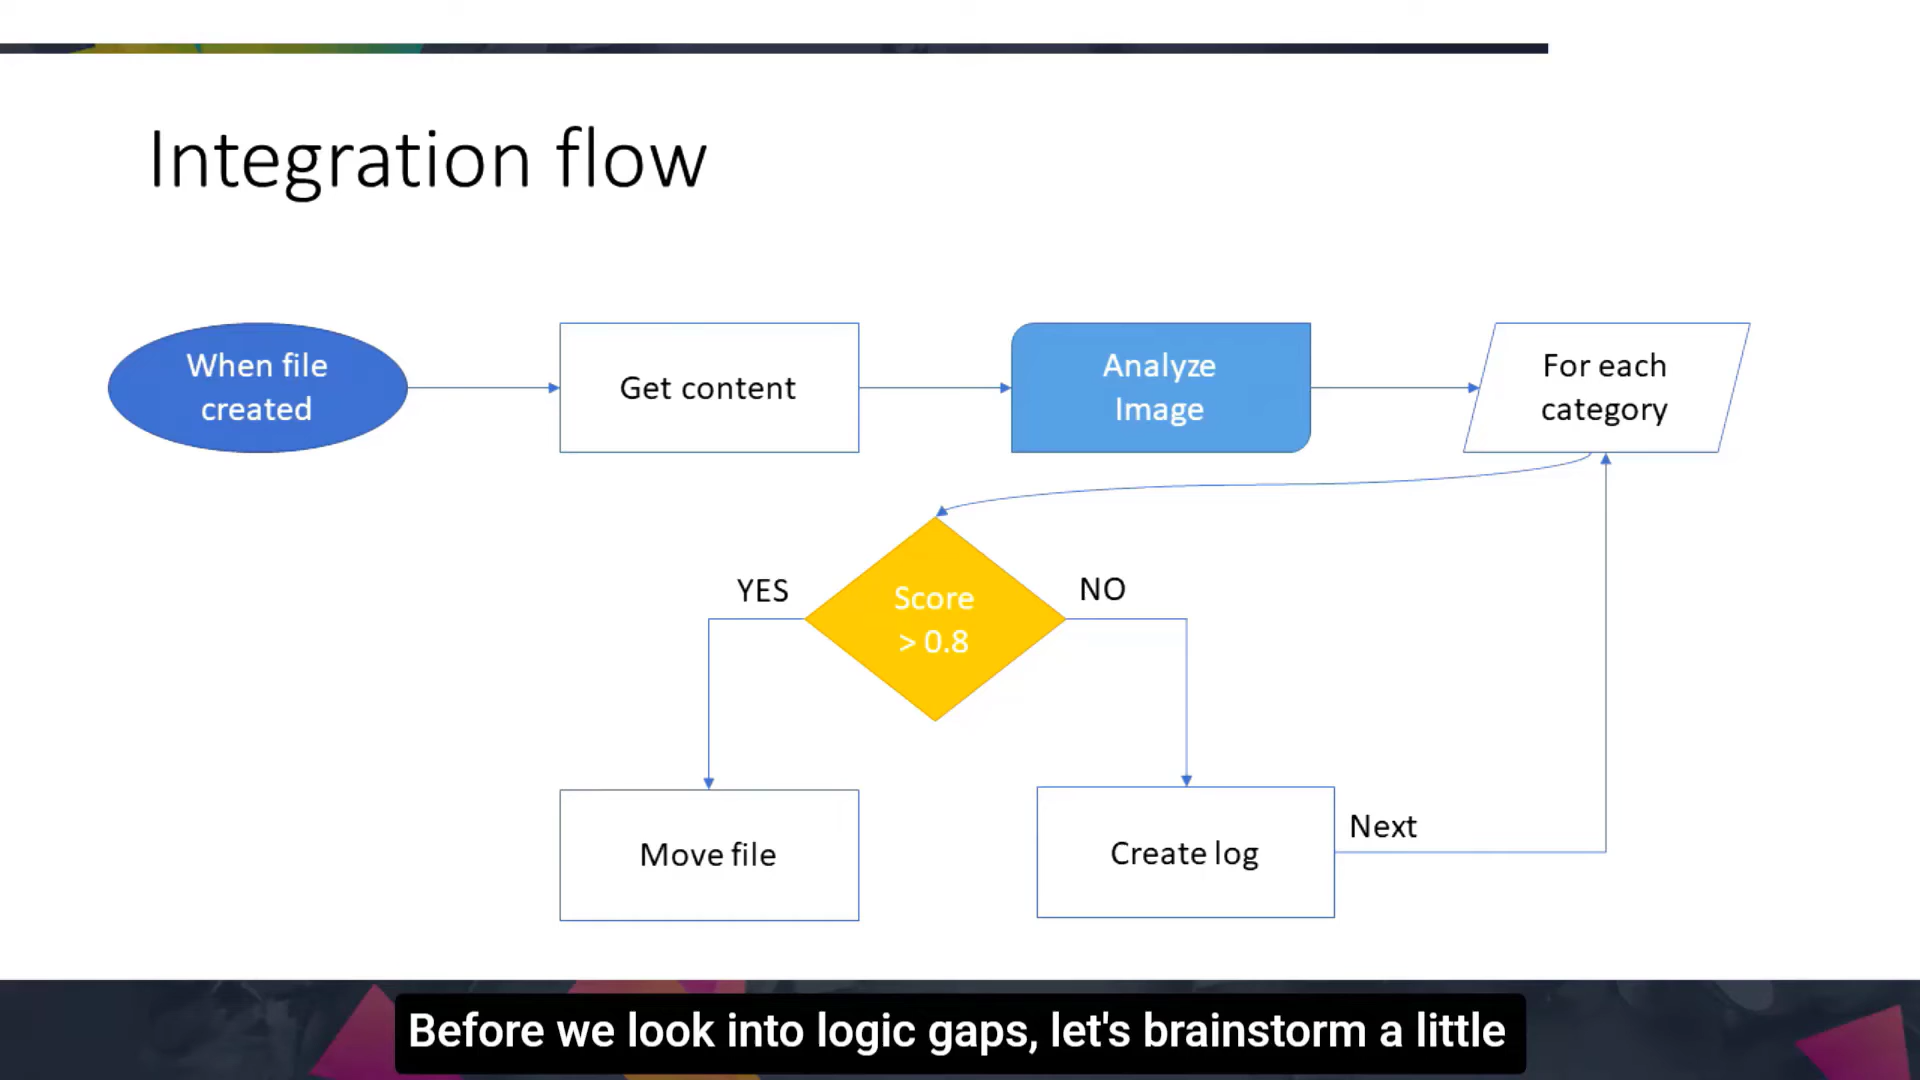 Integration flow
When file
created
Get content
Analyze
Image
For each
category
YES
Score
> 0.8
NO
Move file
Create log
Next
Before we look into logic gaps, let's brainstorm a little